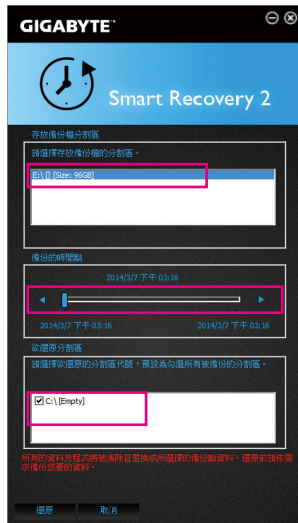 GIGABYTE™
Smart Recovery 2
存放備份檔分割區
請選擇存放備份檔的分割區。
E:\ [] [Size: 96GB]
備份的時間點
2014/3/7 下午 03:16
2014/3/7 下午 03:16
2014/3/7 下午 03:16
欲還原分割區
請選擇欲還原的分割區代號，預設為勾選所有被備份的分割區。
C:\ [Empty]
所有的資料及程式將被清除且置換成所選擇的備份點資料。還原前請依需
求備份您要的資料。
還原
取消